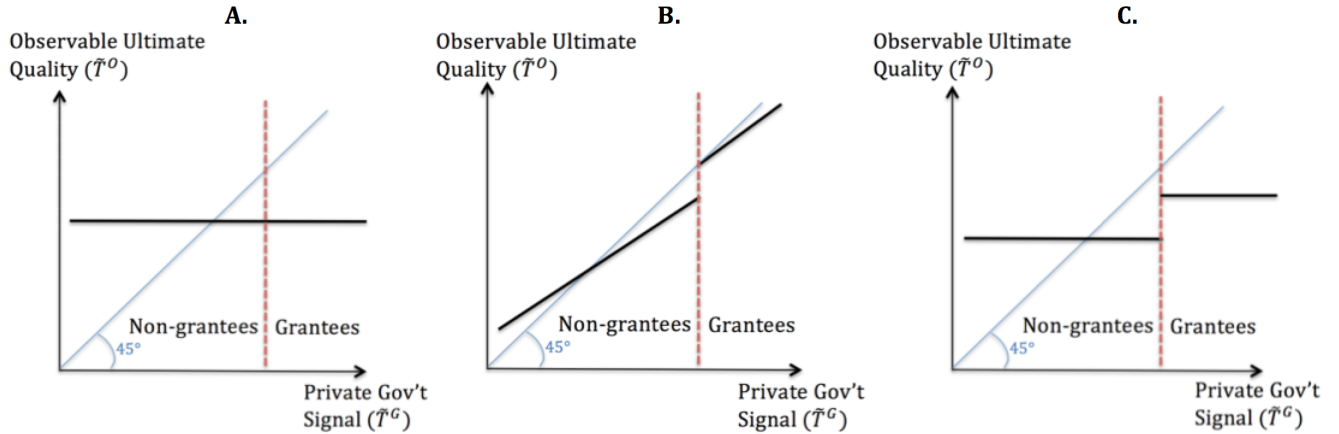 A.
Observable Ultimate
Quality (T̃ᴼ)
Non-grantees
Grantees
45°
Private Gov't
Signal (T̃ᴳ)
B.
Observable Ultimate
Quality (T̃ᴼ)
Non-grantees
Grantees
45°
Private Gov't
Signal (T̃ᴳ)
C.
Observable Ultimate
Quality (T̃ᴼ)
Non-grantees
Grantees
45°
Private Gov't
Signal (T̃ᴳ)